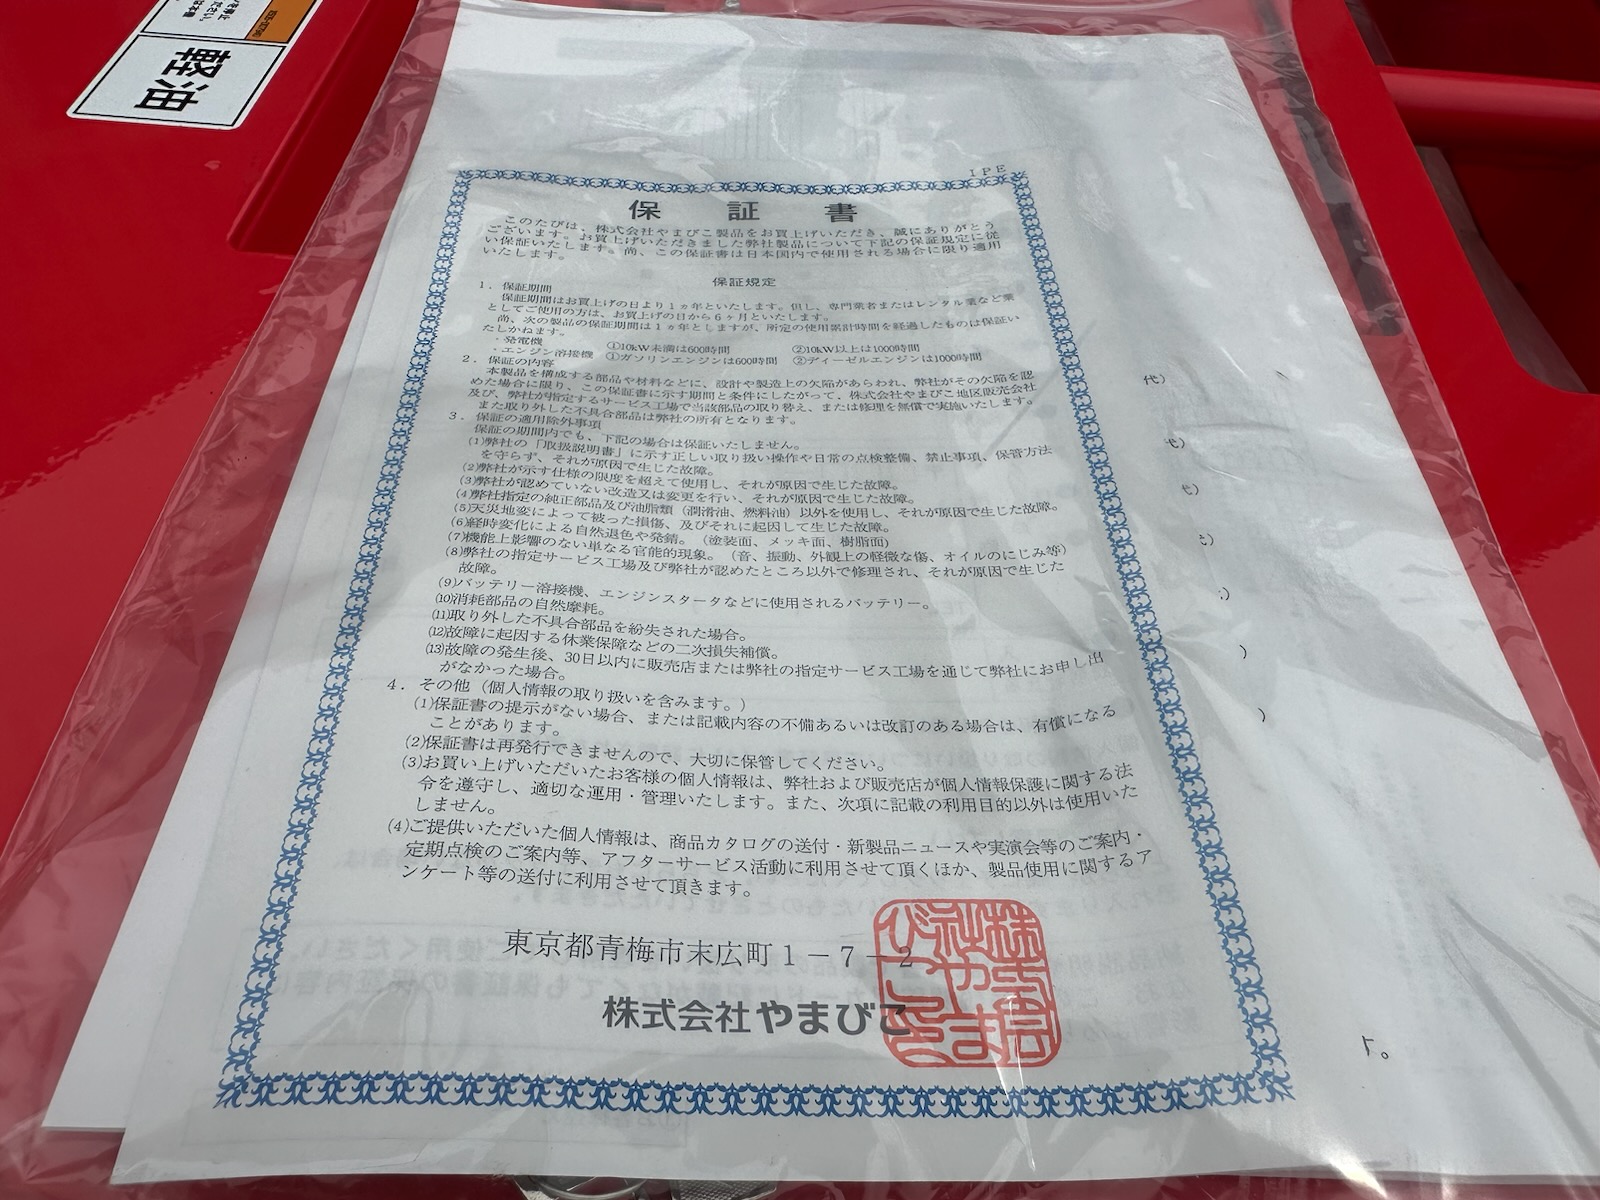 軽油
IPE
保証書
このたびは、株式会社やまびこ製品をお買上げいただき、誠にありがとう
ございます。お買上げいただきました弊社製品について下記の保証規定に従
い保証いたします。尚、この保証書は日本国内で使用される場合に限り適用
いたします。
保証規定
1．保証期間
保証期間はお買上げの日より1ヵ年といたします。但し、専門業者またはレンタル業など業
としてご使用の方は、お買上げの日から6ヶ月といたします。
尚、次の製品の保証期間は1ヵ年としますが、所定の使用累計時間を経過したものは保証い
たしかねます。
・発電機 ①10kW未満は600時間 ②10kW以上は1000時間
・エンジン溶接機 ①ガソリンエンジンは600時間 ②ディーゼルエンジンは1000時間
2．保証の内容
本製品を構成する部品や材料などに、設計や製造上の欠陥があらわれ、弊社がその欠陥を認
めた場合に限り、この保証書に示す期間と条件にしたがって、株式会社やまびこ地区販売会社
及び、弊社が指定するサービス工場で当該部品の取り替え、または修理を無償で実施いたします。
また取り外した不具合部品は弊社の所有となります。
3．保証の適用除外事項
保証の期間内でも、下記の場合は保証いたしません。
(1)弊社の「取扱説明書」に示す正しい取り扱い操作や日常の点検整備、禁止事項、保管方法
を守らず、それが原因で生じた故障。
(2)弊社が示す仕様の限度を超えて使用し、それが原因で生じた故障。
(3)弊社が認めていない改造又は変更を行い、それが原因で生じた故障。
(4)弊社指定の純正部品及び油脂類（潤滑油、燃料油）以外を使用し、それが原因で生じた故障。
(5)天災地変によって被った損傷、及びそれに起因して生じた故障。
(6)経時変化による自然退色や発錆。（塗装面、メッキ面、樹脂面）
(7)機能上影響のない単なる官能的現象。（音、振動、外観上の軽微な傷、オイルのにじみ等）
(8)弊社の指定サービス工場及び弊社が認めたところ以外で修理され、それが原因で生じた
故障。
(9)バッテリー溶接機、エンジンスタータなどに使用されるバッテリー。
(10)消耗部品の自然摩耗。
(11)取り外した不具合部品を紛失された場合。
(12)故障に起因する休業保障などの二次損失補償。
(13)故障の発生後、30日以内に販売店または弊社の指定サービス工場を通じて弊社にお申し出
がなかった場合。
4．その他（個人情報の取り扱いを含みます。）
(1)保証書の提示がない場合、または記載内容の不備あるいは改訂のある場合は、有償になる
ことがあります。
(2)保証書は再発行できませんので、大切に保管してください。
(3)お買い上げいただいたお客様の個人情報は、弊社および販売店が個人情報保護に関する法
令を遵守し、適切な運用・管理いたします。また、次項に記載の利用目的以外は使用いた
しません。
(4)ご提供いただいた個人情報は、商品カタログの送付・新製品ニュースや実演会等のご案内・
定期点検のご案内等、アフターサービス活動に利用させて頂くほか、製品使用に関するア
ンケート等の送付に利用させて頂きます。
東京都青梅市末広町1－7－2
株式会社やまびこ